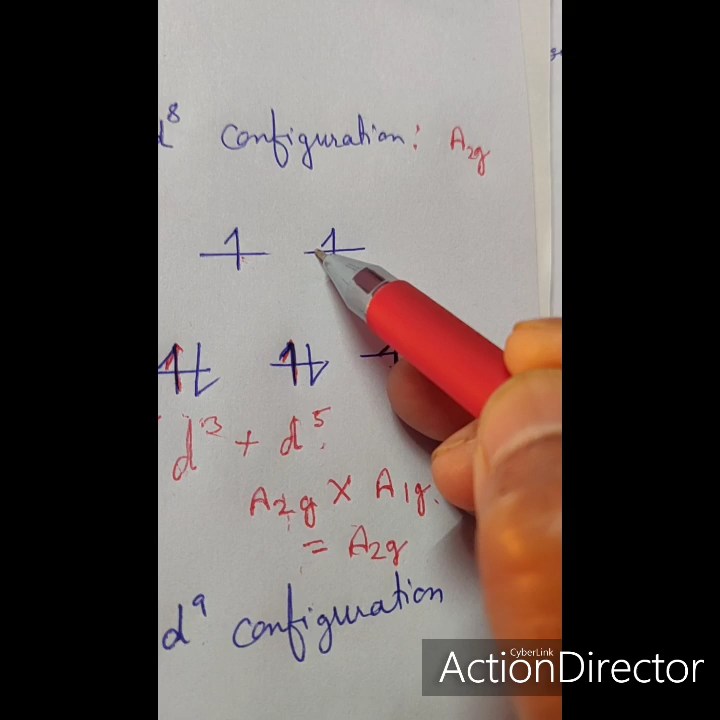 d⁸ configuration: A₂g
d³ + d⁵
A₂g × A₁g
= A₂g
d⁹ configuration
CyberLink
ActionDirector